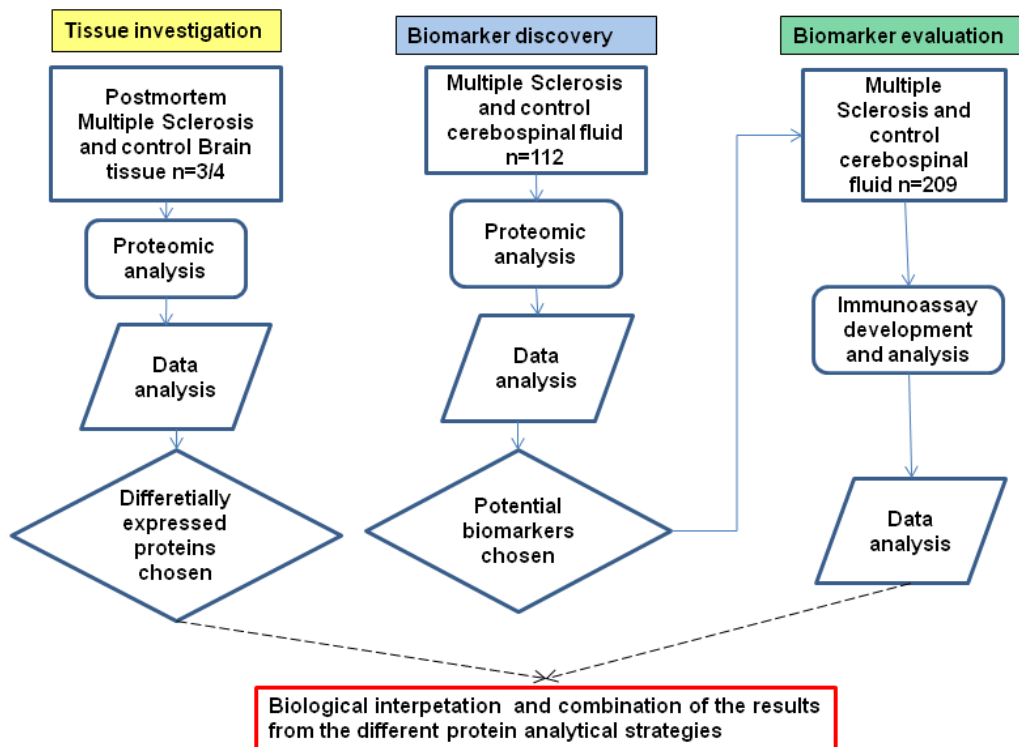 Tissue investigation
Postmortem
Multiple Sclerosis
and control Brain
tissue n=3/4
Proteomic
analysis
Data
analysis
Differetially
expressed
proteins
chosen
Biomarker discovery
Multiple Sclerosis
and control
cerebospinal fluid
n=112
Proteomic
analysis
Data
analysis
Potential
biomarkers
chosen
Biomarker evaluation
Multiple
Sclerosis and
control
cerebospinal
fluid n=209
Immunoassay
development
and analysis
Data
analysis
Biological interpetation and combination of the results
from the different protein analytical strategies